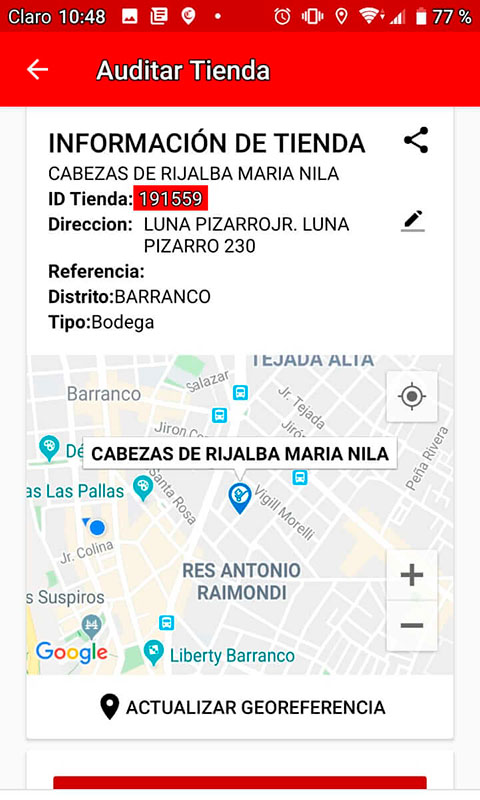 Claro 10:48 77 %
Auditar Tienda
INFORMACIÓN DE TIENDA
CABEZAS DE RIJALBA MARIA NILA
ID Tienda: 191559
Direccion: LUNA PIZARROJR. LUNA
PIZARRO 230
Referencia:
Distrito:BARRANCO
Tipo:Bodega
TEJADA ALTA
Salazar
Barranco
Jr. Tejada
Jirón
CABEZAS DE RIJALBA MARIA NILA
Peña Rivera
as Las Pallas
Santa Rosa
Vigil Morelli
Jr. Colina
RES ANTONIO
RAIMONDI
s Suspiros
Google
Liberty Barranco
ACTUALIZAR GEOREFERENCIA